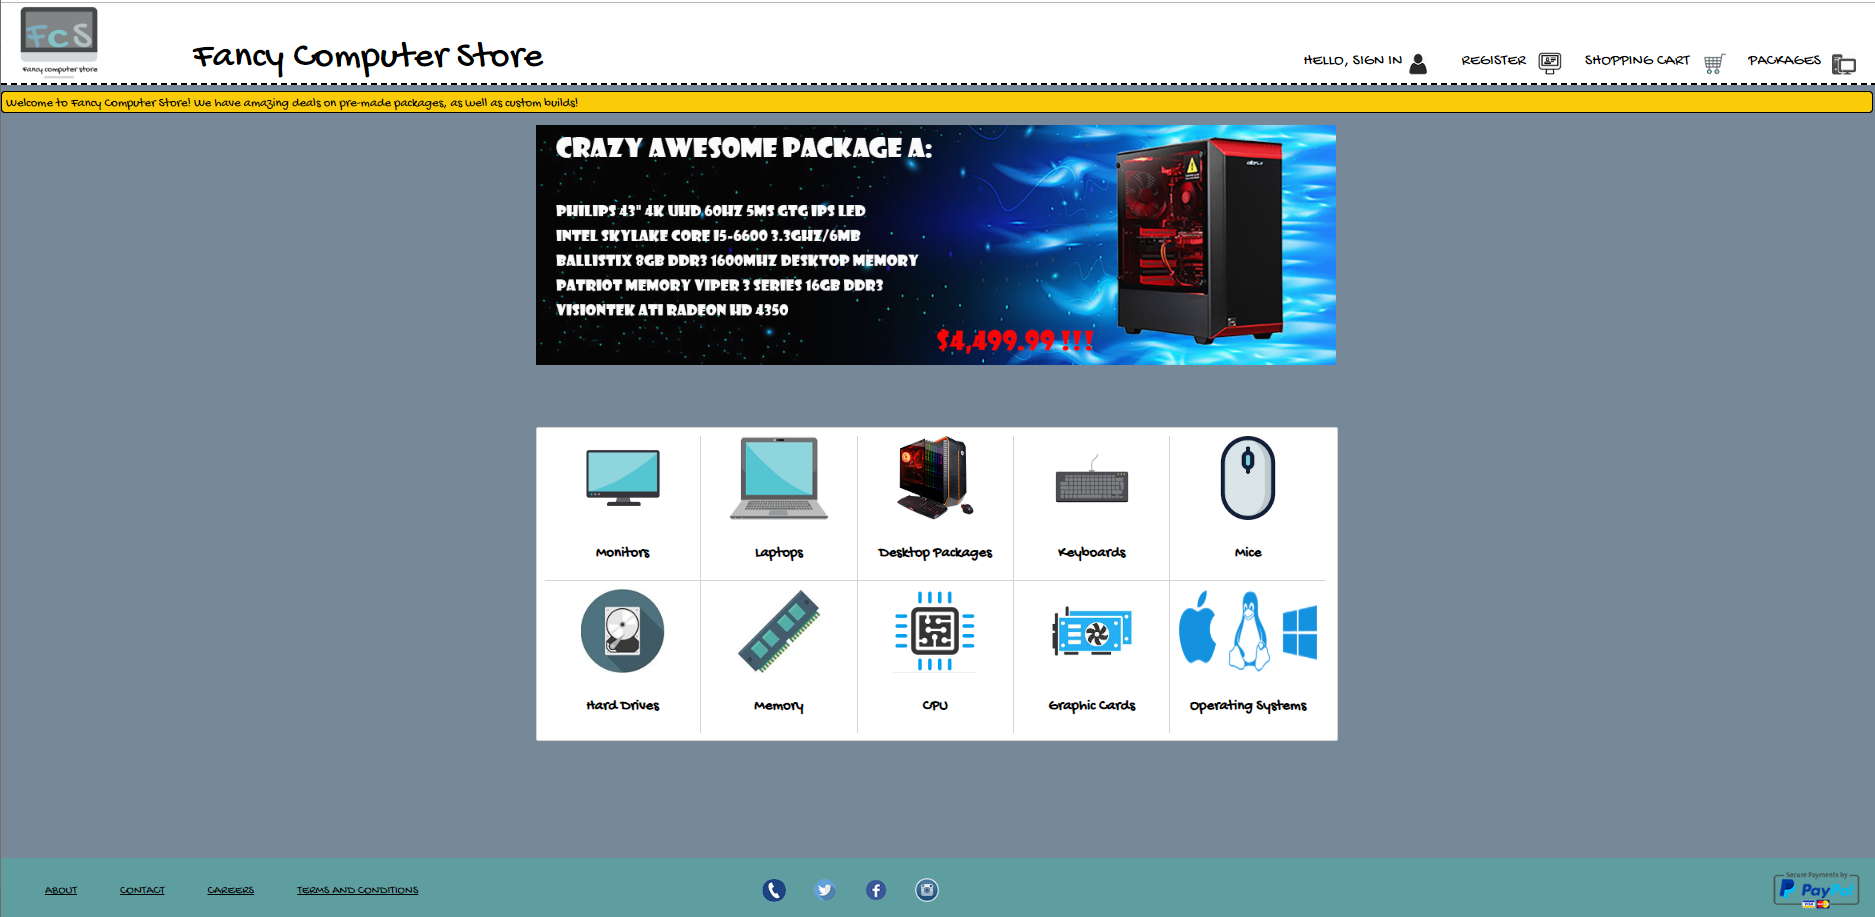 FcS
Fancy computer store
Fancy Computer Store
HELLO, SIGN IN
REGISTER
SHOPPING CART
PACKAGES
Welcome to Fancy Computer Store! We have amazing deals on pre-made packages, as well as custom builds!
CRAZY AWESOME PACKAGE A:
PHILIPS 43" 4K UHD 60HZ 5MS GTG IPS LED
INTEL SKYLAKE CORE I5-6600 3.3GHZ/6MB
BALLISTIX 8GB DDR3 1600MHZ DESKTOP MEMORY
PATRIOT MEMORY VIPER 3 SERIES 16GB DDR3
VISIONTEK ATI RADEON HD 4350
$4,499.99 !!!
Monitors
Laptops
Desktop Packages
Keyboards
Mice
Hard Drives
Memory
CPU
Graphic Cards
Operating Systems
ABOUT
CONTACT
CAREERS
TERMS AND CONDITIONS
Secure Payments by
PayPal
VISA